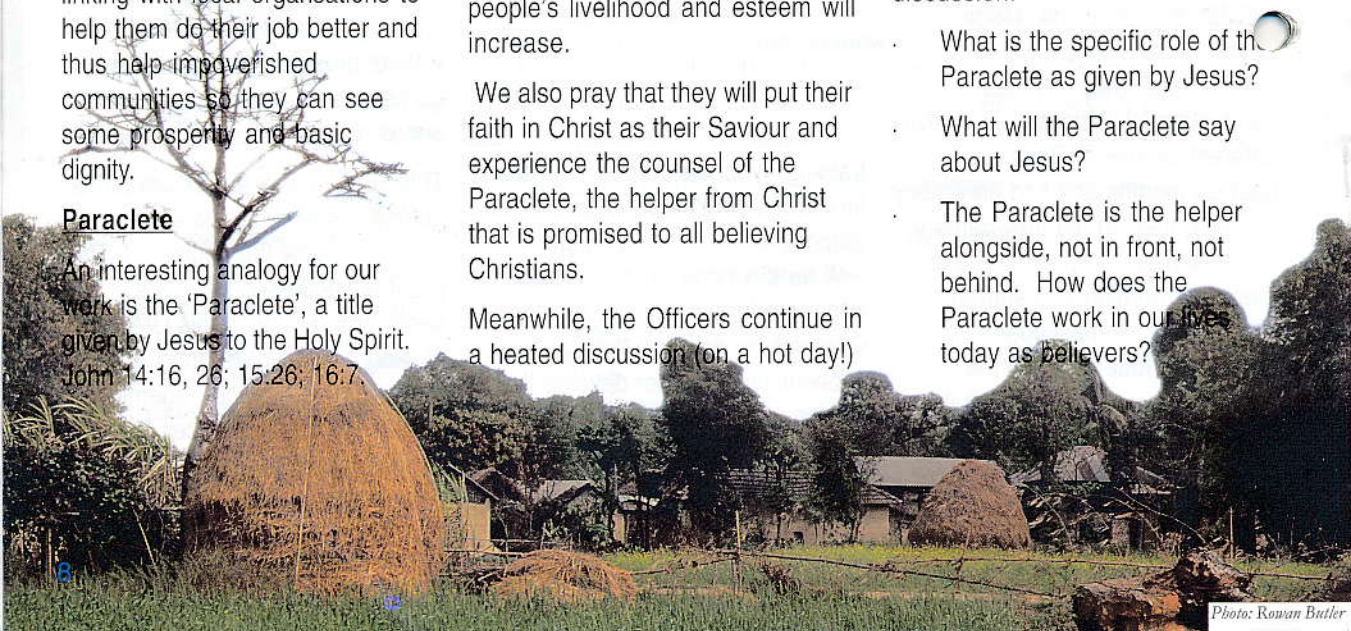 linking with local organisations to
help them do their job better and
thus help impoverished
communities so they can see
some prosperity and basic
dignity.
Paraclete
An interesting analogy for our
work is the ‘Paraclete’, a title
given by Jesus to the Holy Spirit.
John 14:16, 26; 15:26; 16:7.
people's livelihood and esteem will
increase.
We also pray that they will put their
faith in Christ as their Saviour and
experience the counsel of the
Paraclete, the helper from Christ
that is promised to all believing
Christians.
Meanwhile, the Officers continue in
a heated discussion (on a hot day!)
discussion.
· What is the specific role of the
Paraclete as given by Jesus?
· What will the Paraclete say
about Jesus?
· The Paraclete is the helper
alongside, not in front, not
behind. How does the
Paraclete work in our lives
today as believers?
8
Photo: Rowan Butler